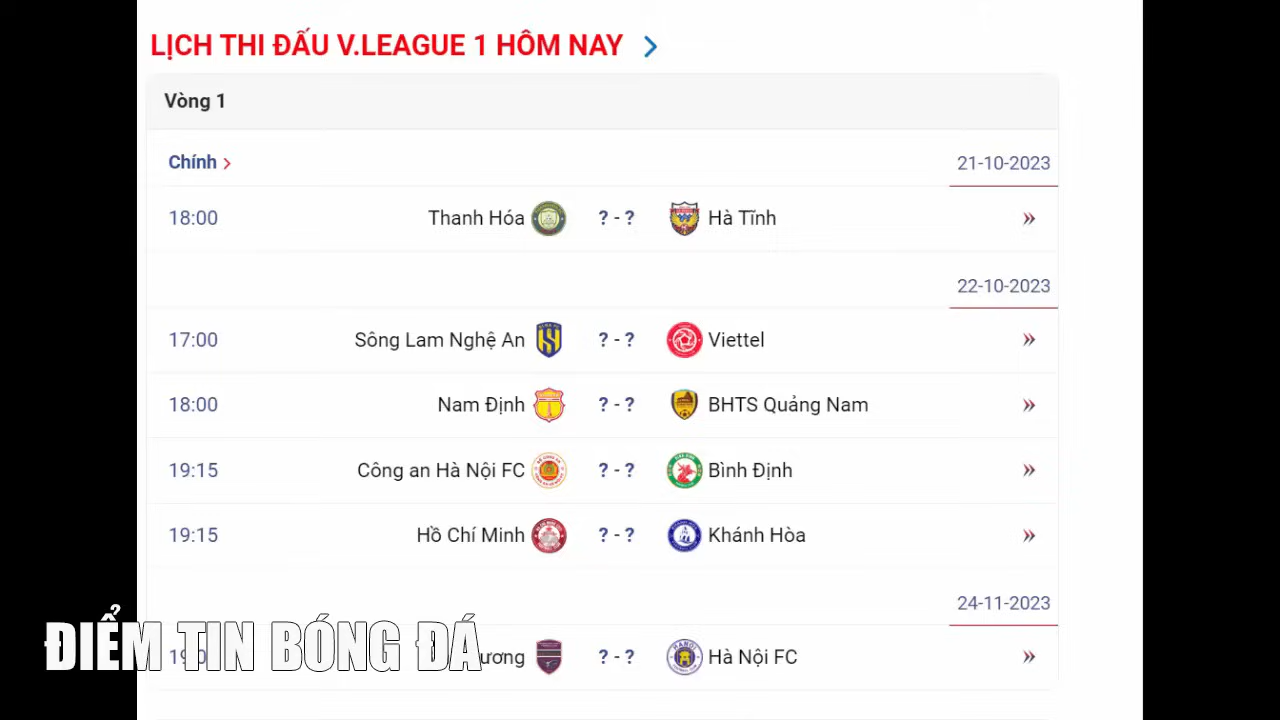 LỊCH THI ĐẤU V.LEAGUE 1 HÔM NAY
Vòng 1
Chính
21-10-2023
18:00 Thanh Hóa ? - ? Hà Tĩnh
22-10-2023
17:00 Sông Lam Nghệ An ? - ? Viettel
18:00 Nam Định ? - ? BHTS Quảng Nam
19:15 Công an Hà Nội FC ? - ? Bình Định
19:15 Hồ Chí Minh ? - ? Khánh Hòa
24-11-2023
? - ? Hà Nội FC
ĐIỂM TIN BÓNG ĐÁ